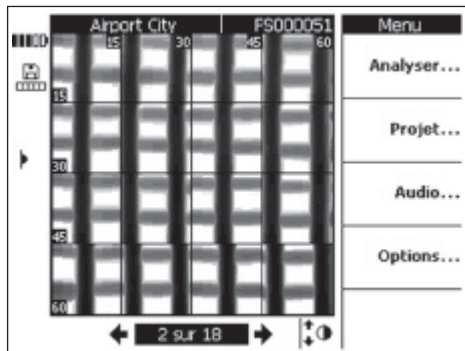 Airport City FS000051 Menu
15 30 45 60
15
30
45
60
Analyser...
Projet...
Audio...
Options...
2 sur 18